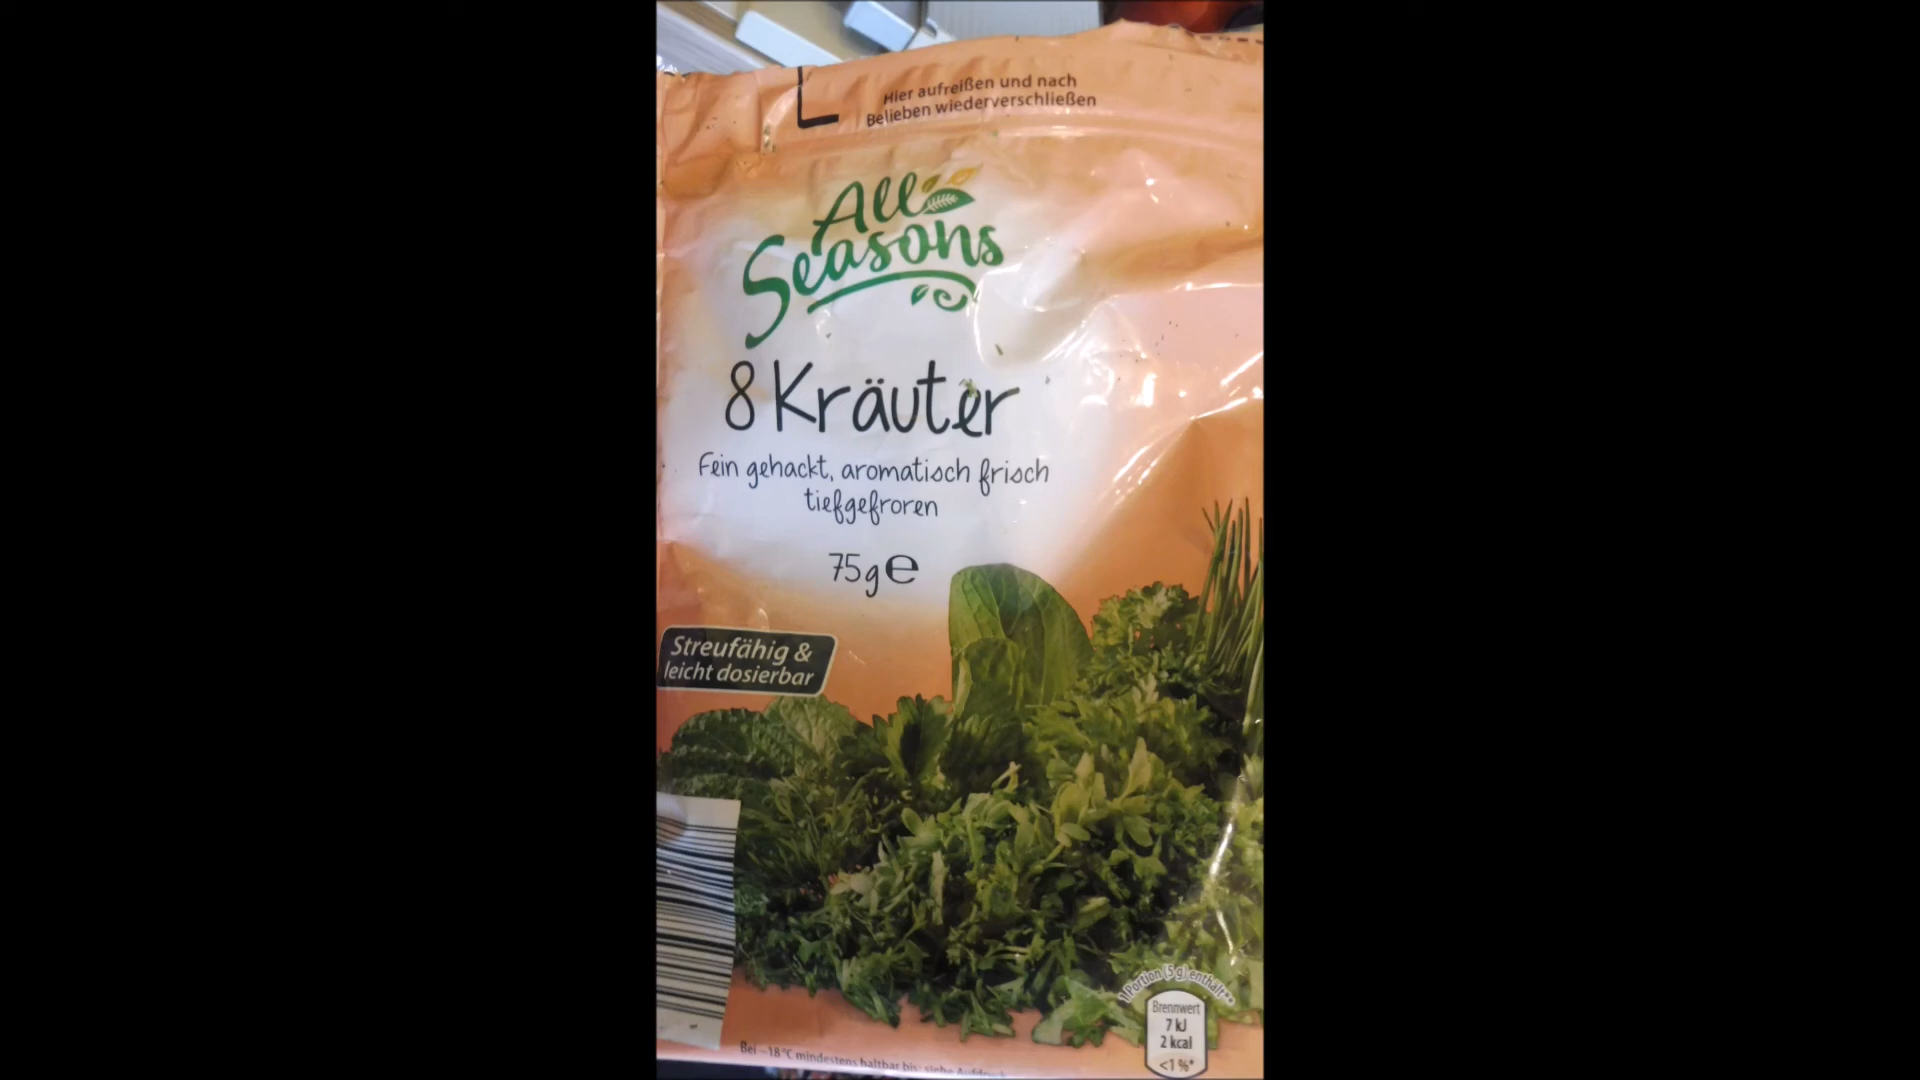 Hier aufreißen und nach
Belieben wiederverschließen
All
Seasons
8 Kräuter
Fein gehackt, aromatisch frisch
tiefgefroren
75g e
Streufähig &
leicht dosierbar
1 Portion (5 g) enthält**
Brennwert
7 kJ
2 kcal
<1 %*
Bei -18°C mindestens haltbar bis: siehe Aufdruck